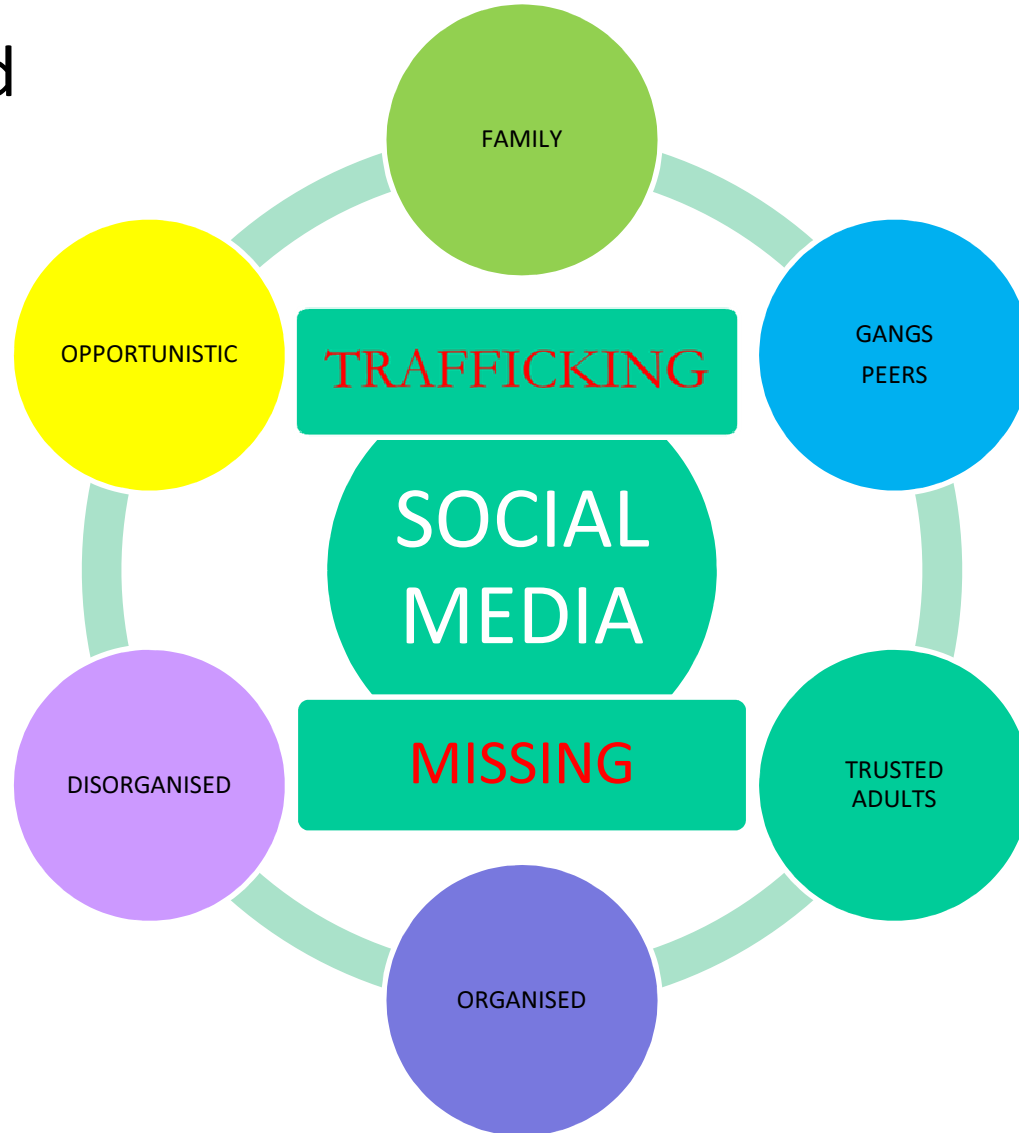 d
FAMILY
OPPORTUNISTIC
GANGS
PEERS
TRAFFICKING
SOCIAL
MEDIA
MISSING
DISORGANISED
TRUSTED
ADULTS
ORGANISED